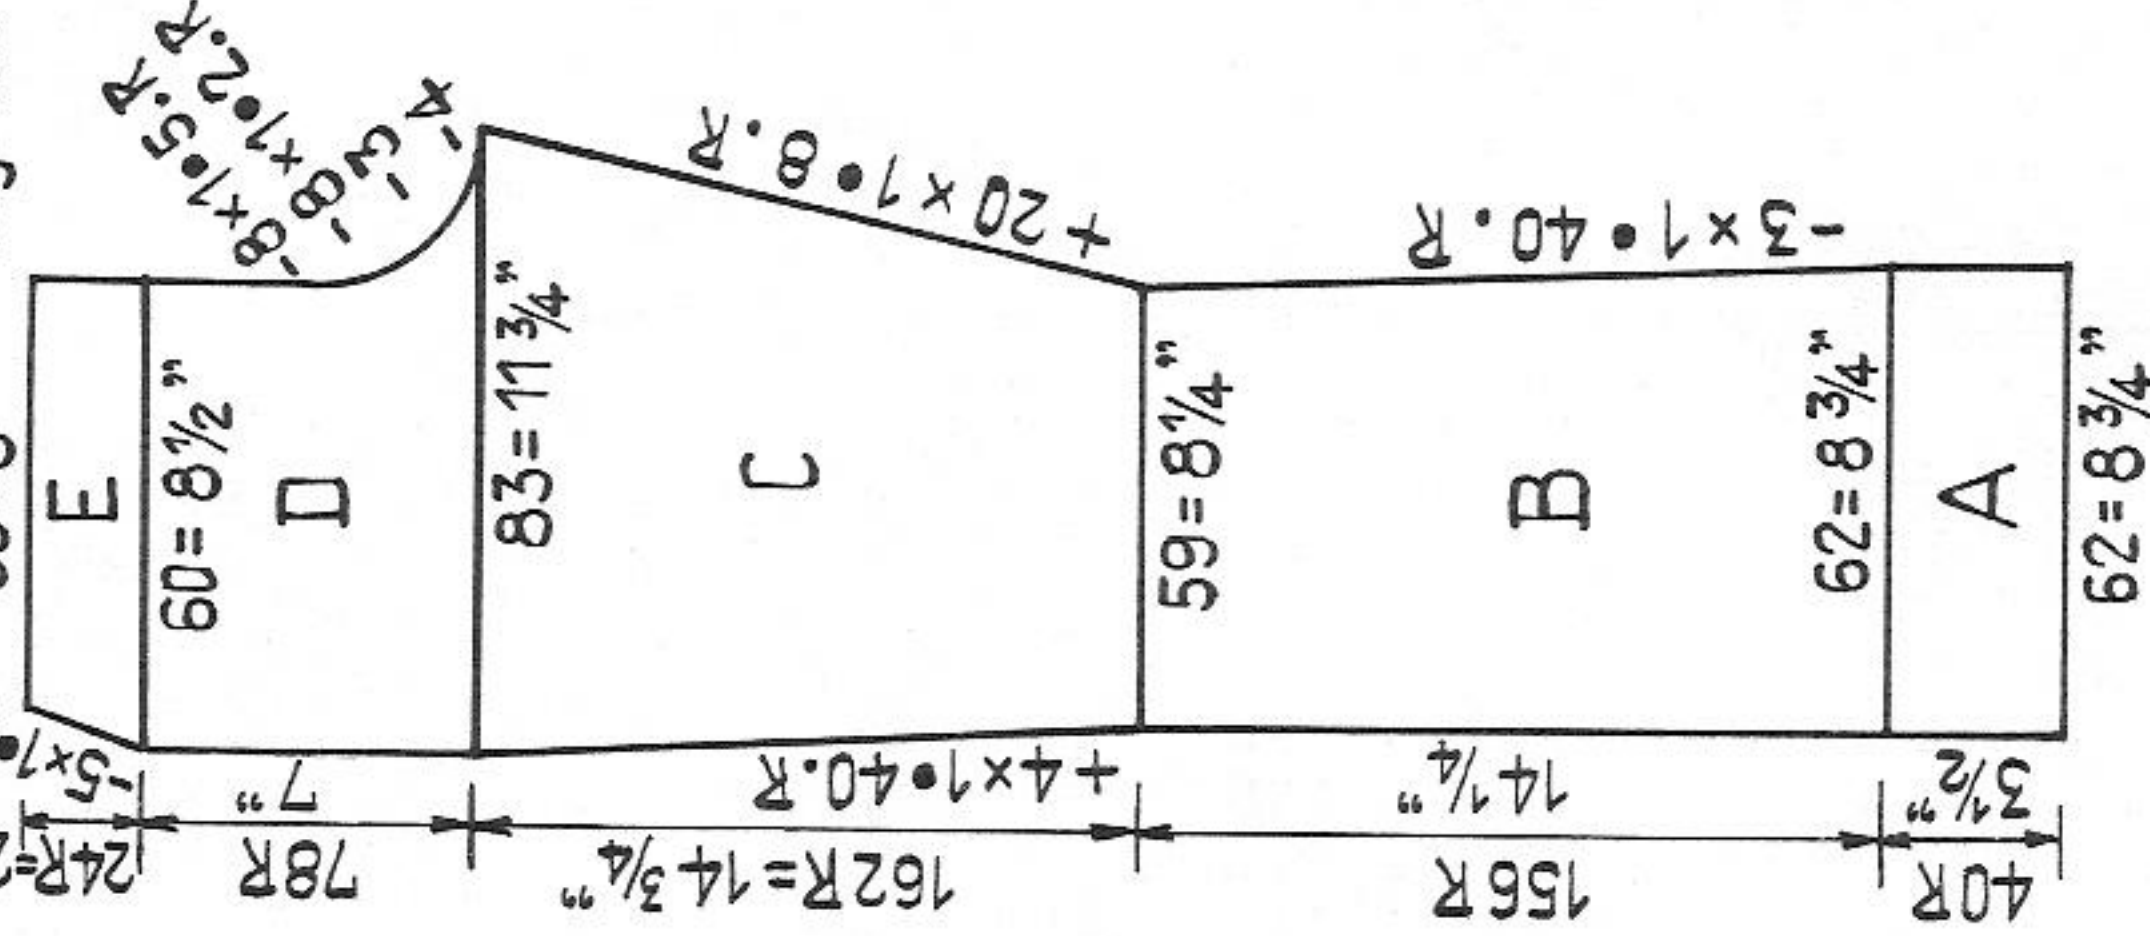 24R=
-5×1•
E
-8×1•5.R
-8×1•2.R
-3
-4
60=8½”
D
78R
7”
83=11¾”
+20×1•8.R
C
+4×1•40.R
162R=14¾”
59=8¼”
-3×1•40.R
B
14¼”
156R
62=8¾”
A
3½”
40R
62=8¾”